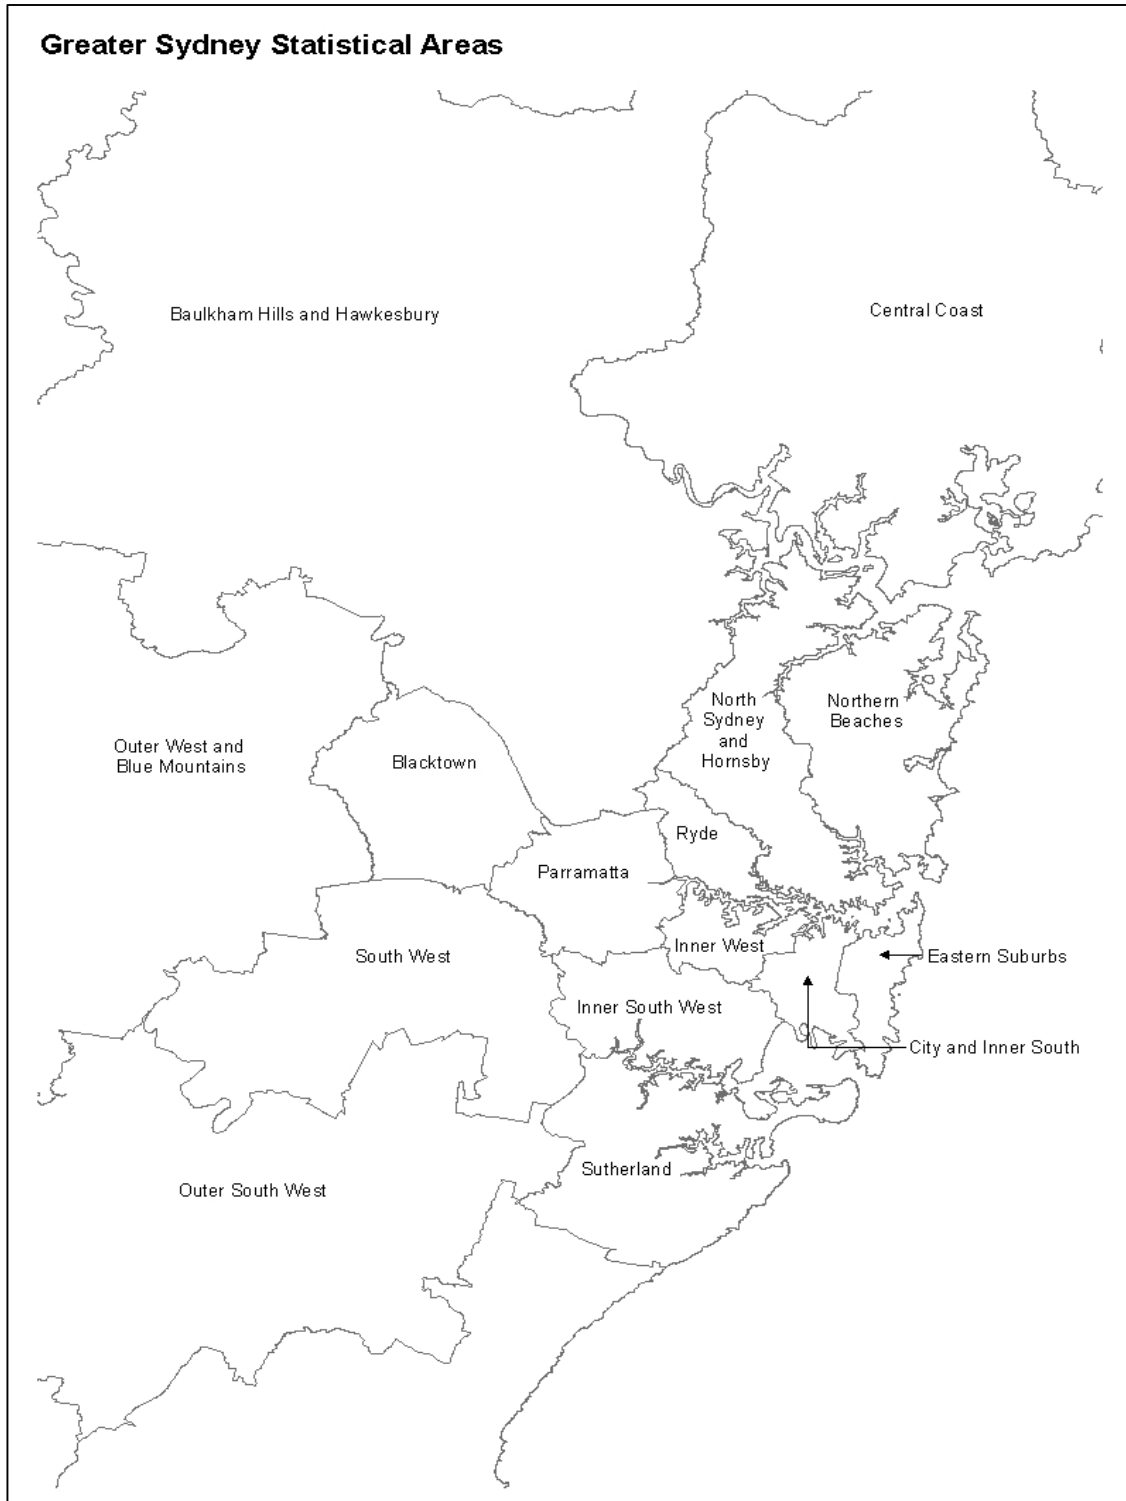 Greater Sydney Statistical Areas
Baulkham Hills and Hawkesbury
Central Coast
North
Sydney
and
Hornsby
Northern
Beaches
Outer West and
Blue Mountains
Blacktown
Ryde
Parramatta
Inner West
South West
Eastern Suburbs
Inner South West
City and Inner South
Sutherland
Outer South West